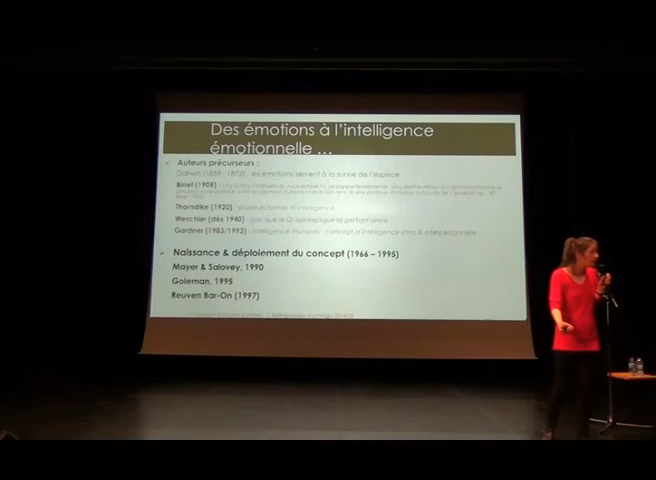 Des émotions à l'intelligence
émotionnelle ...
Auteurs précurseurs :
Darwin (1859 ; 1872) : les émotions servent à la survie de l'espèce
Binet (1905)
Thorndike (1920) : plusieurs formes d'intelligence
Weschler (dès 1940) : pas que le QI qui explique la performance
Gardner (1983/1993) : intelligence multiples : concept d'intelligence intra & interpersonnelle
Naissance & déploiement du concept (1966 – 1995)
Mayer & Salovey, 1990
Goleman, 1995
Reuven Bar-On (1997)